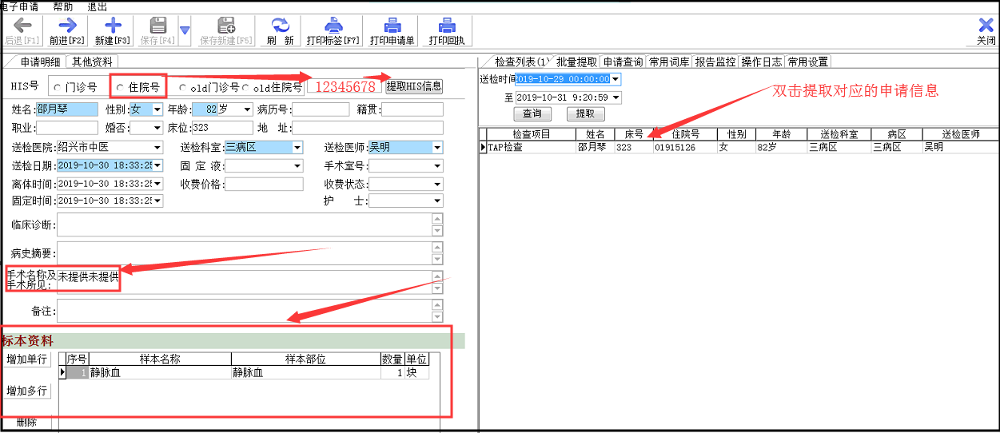 电子申请 帮助 退出
后退[F1] 前进[F2] 新建[F3] 保存[F4] 保存新建[F5] 刷 新 打印标签[F7] 打印申请单 打印回执 关闭
申请明细 其他资料
HIS号 门诊号 住院号 old门诊号 old住院号 12345678 提取HIS信息
姓名:邵月琴 性别:女 年龄: 82岁 病历号: 籍贯:
职业: 婚否: 床位:323 地 址:
送检医院:绍兴市中医 送检科室:三病区 送检医师:吴明
送检日期:2019-10-30 18:33:25 固 定 液: 手术室号:
离体时间:2019-10-30 18:33:25 收费价格: 收费状态:
固定时间:2019-10-30 18:33:25 护 士:
临床诊断:
病史摘要:
手术名称及
手术所见: 未提供未提供
备注:
标本资料
增加单行 序号 样本名称 样本部位 数量 单位
1 静脉血 静脉血 1 块
增加多行
删除
检查列表(1) 批量提取 申请查询 常用词库 报告监控 操作日志 常用设置
送检时间 2019-10-29 00:00:00
至 2019-10-31 9:20:59
双击提取对应的申请信息
查询 提取
检查项目 姓名 床号 住院号 性别 年龄 送检科室 病区 送检医师
TAP检查 邵月琴 323 01915126 女 82岁 三病区 三病区 吴明